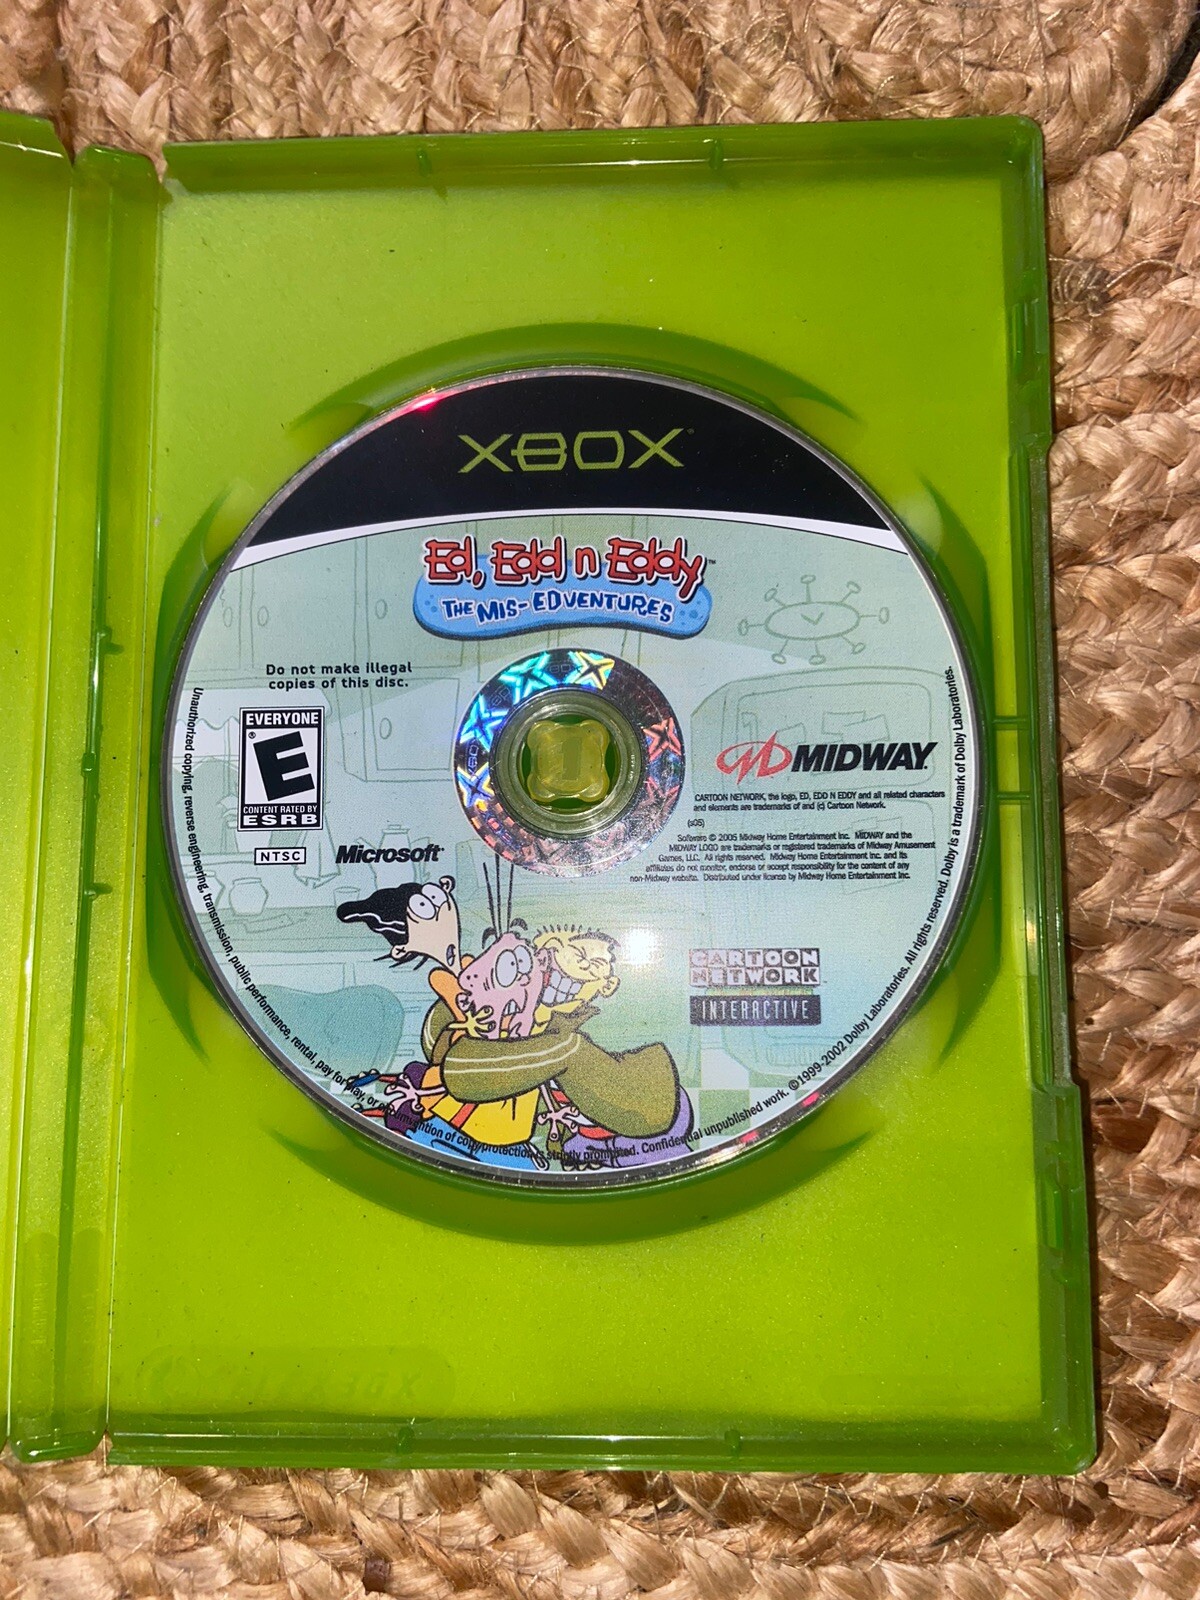 XBOX
Ed, Edd n Eddy™
THE MIS-EDVENTURES
Do not make illegal
copies of this disc.
EVERYONE
E®
CONTENT RATED BY
ESRB
NTSC
Microsoft®
MIDWAY®
CARTOON NETWORK, the logo, ED, EDD N EDDY and all related characters
and elements are trademarks of and (c) Cartoon Network.
(s05)
Software © 2005 Midway Home Entertainment Inc. MIDWAY and the
MIDWAY LOGO are trademarks or registered trademarks of Midway Amusement
Games, LLC. All rights reserved. Midway Home Entertainment Inc. and its
affiliates do not monitor, endorse or accept responsibility for the content of any
non-Midway website. Distributed under license by Midway Home Entertainment Inc.
CARTOON
NETWORK
INTERACTIVE
Unauthorized copying, reverse engineering, transmission, public performance, rental, pay for play, or circumvention of copy protection is strictly prohibited. Confidential unpublished work. ©1999-2002 Dolby Laboratories. All rights reserved. Dolby is a trademark of Dolby Laboratories.